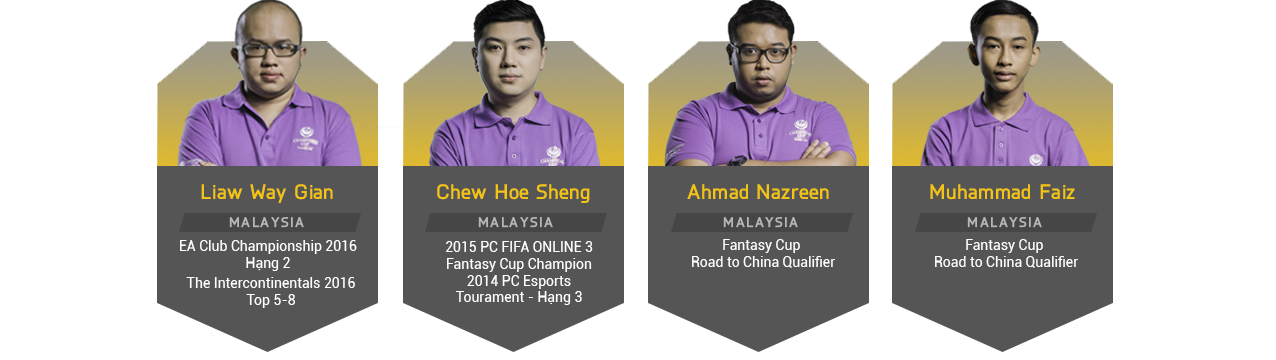 Liaw Way Gian
MALAYSIA
EA Club Championship 2016
Hạng 2
The Intercontinentals 2016
Top 5-8
Chew Hoe Sheng
MALAYSIA
2015 PC FIFA ONLINE 3
Fantasy Cup Champion
2014 PC Esports
Tourament - Hạng 3
Ahmad Nazreen
MALAYSIA
Fantasy Cup
Road to China Qualifier
Muhammad Faiz
MALAYSIA
Fantasy Cup
Road to China Qualifier